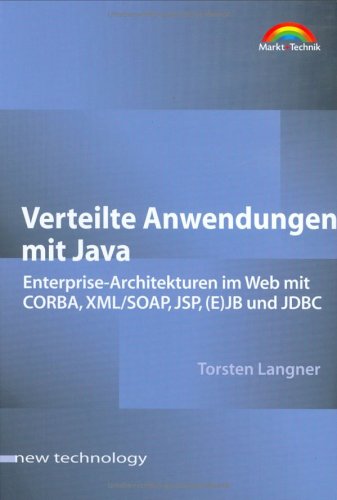 Markt+Technik
Verteilte Anwendungen
mit Java
Enterprise-Architekturen im Web mit
CORBA, XML/SOAP, JSP, (E)JB und JDBC
Torsten Langner
new technology